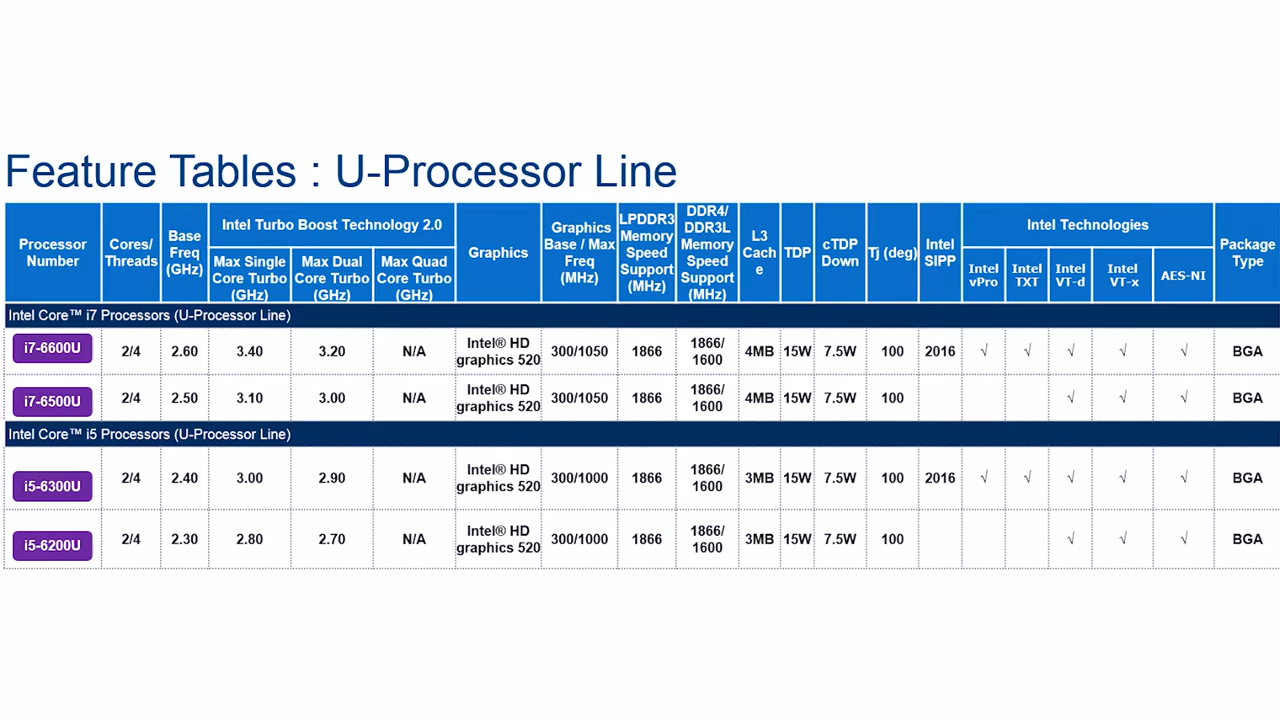 Feature Tables : U-Processor Line
Processor Number | Cores/ Threads | Base Freq (GHz) | Intel Turbo Boost Technology 2.0 | Graphics | Graphics Base / Max Freq (MHz) | LPDDR3 Memory Speed Support (MHz) | DDR4/ DDR3L Memory Speed Support (MHz) | L3 Cach e | TDP | cTDP Down | Tj (deg) | Intel SIPP | Intel Technologies | Package Type
Max Single Core Turbo (GHz) | Max Dual Core Turbo (GHz) | Max Quad Core Turbo (GHz) | Intel vPro | Intel TXT | Intel VT-d | Intel VT-x | AES-NI
Intel Core™ i7 Processors (U-Processor Line)
i7-6600U | 2/4 | 2.60 | 3.40 | 3.20 | N/A | Intel® HD graphics 520 | 300/1050 | 1866 | 1866/ 1600 | 4MB | 15W | 7.5W | 100 | 2016 | √ | √ | √ | √ | √ | BGA
i7-6500U | 2/4 | 2.50 | 3.10 | 3.00 | N/A | Intel® HD graphics 520 | 300/1050 | 1866 | 1866/ 1600 | 4MB | 15W | 7.5W | 100 | | | | √ | √ | √ | BGA
Intel Core™ i5 Processors (U-Processor Line)
i5-6300U | 2/4 | 2.40 | 3.00 | 2.90 | N/A | Intel® HD graphics 520 | 300/1000 | 1866 | 1866/ 1600 | 3MB | 15W | 7.5W | 100 | 2016 | √ | √ | √ | √ | √ | BGA
i5-6200U | 2/4 | 2.30 | 2.80 | 2.70 | N/A | Intel® HD graphics 520 | 300/1000 | 1866 | 1866/ 1600 | 3MB | 15W | 7.5W | 100 | | | | √ | √ | √ | BGA